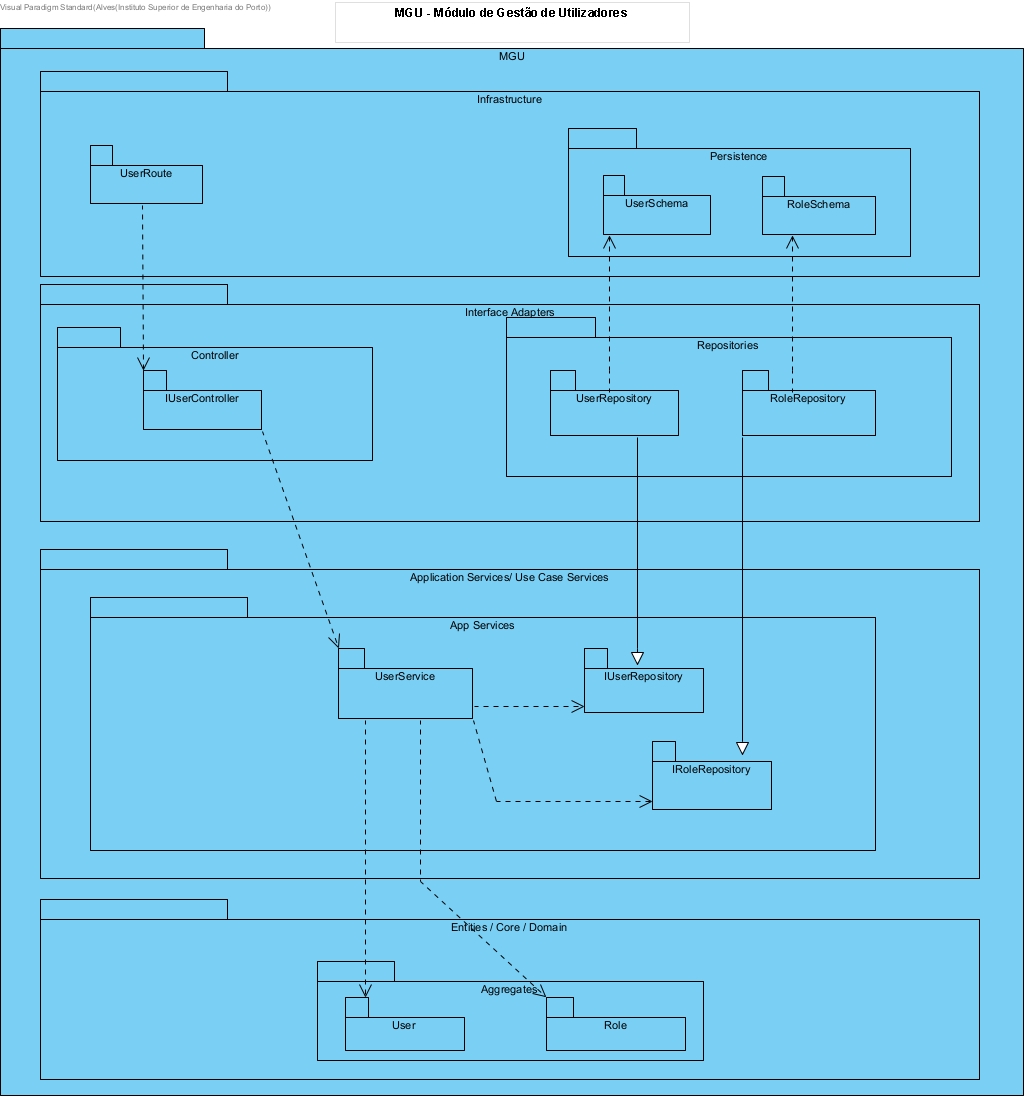 Visual Paradigm Standard(Alves(Instituto Superior de Engenharia do Porto))
MGU - Módulo de Gestão de Utilizadores
MGU
Infrastructure
UserRoute
Persistence
UserSchema
RoleSchema
Interface Adapters
Controller
IUserController
Repositories
UserRepository
RoleRepository
Application Services/ Use Case Services
App Services
UserService
IUserRepository
IRoleRepository
Entities / Core / Domain
Aggregates
User
Role